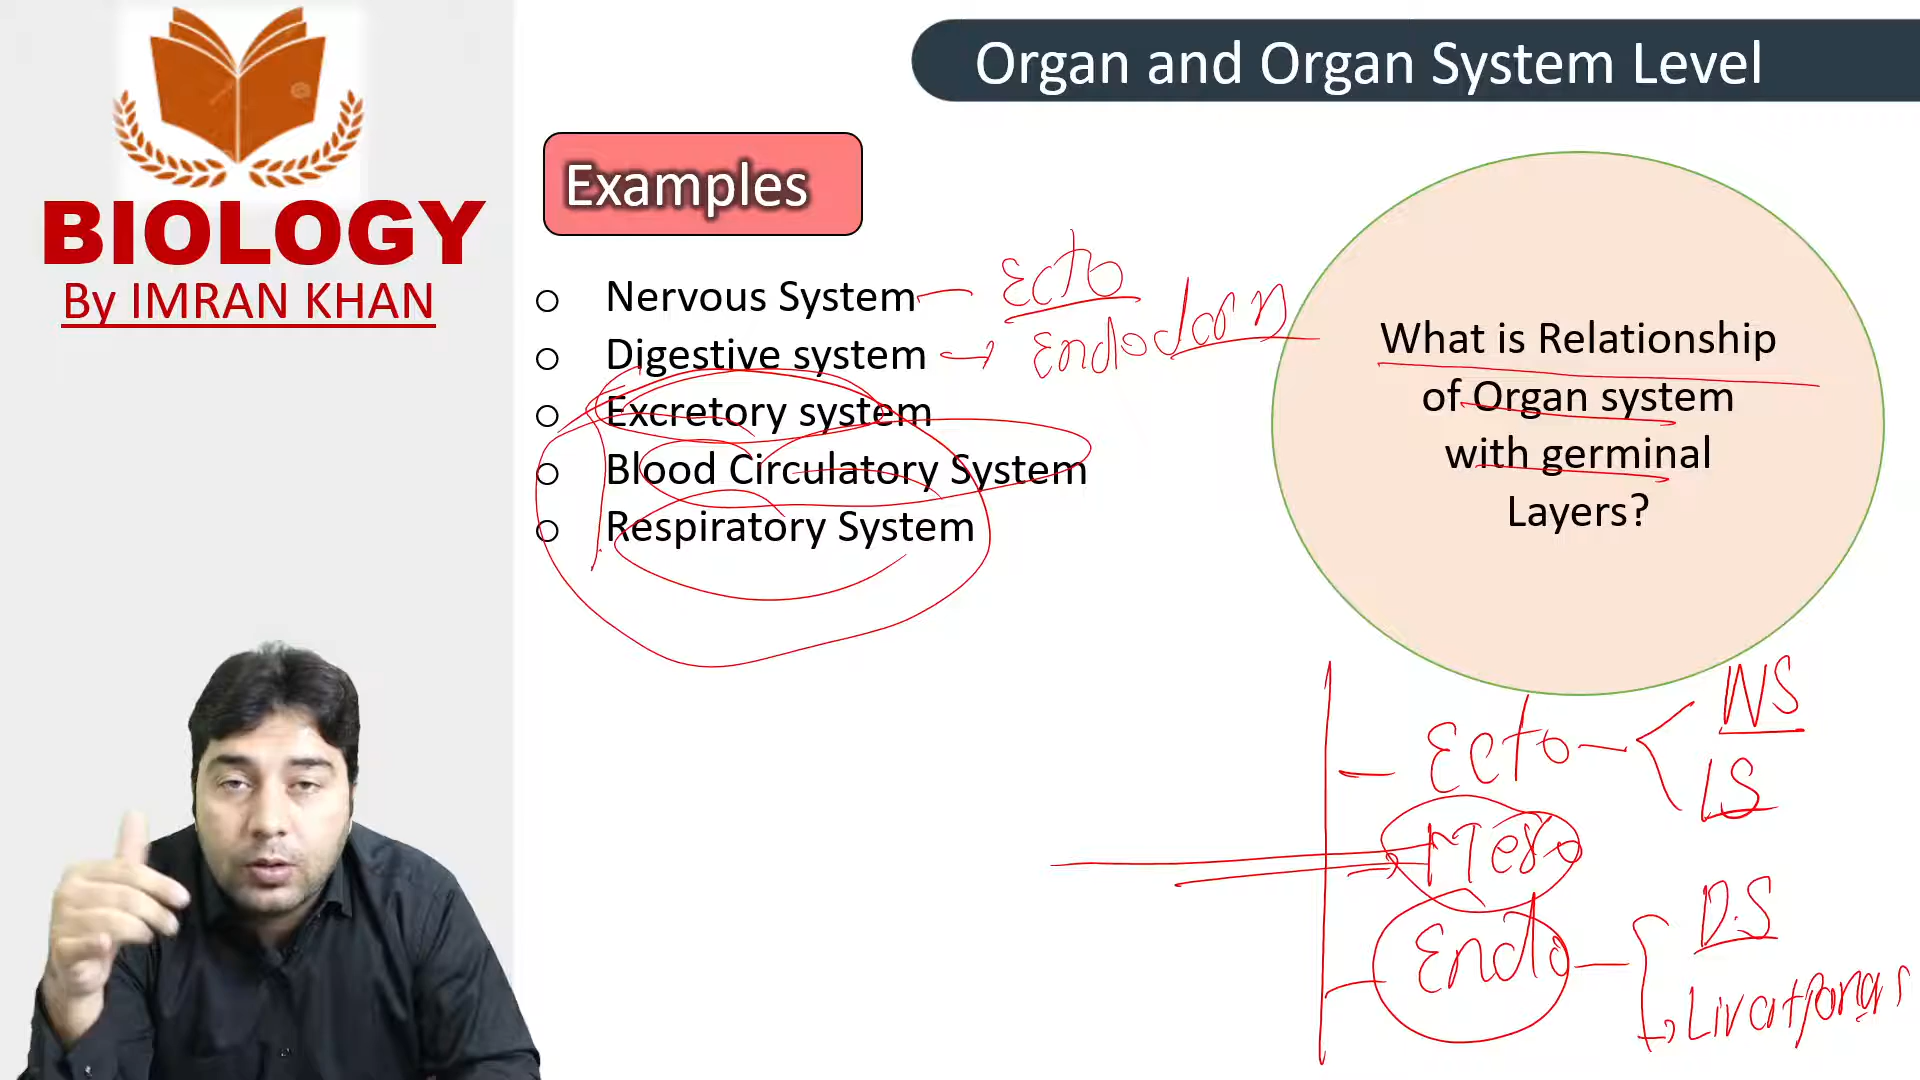 BIOLOGY
By IMRAN KHAN
Organ and Organ System Level
Examples
Nervous System
Ecto
Digestive system
Endoderm
Excretory system
Blood Circulatory System
Respiratory System
What is Relationship
of Organ system
with germinal
Layers?
Ecto
NS
LS
Meso
Endo
D.S